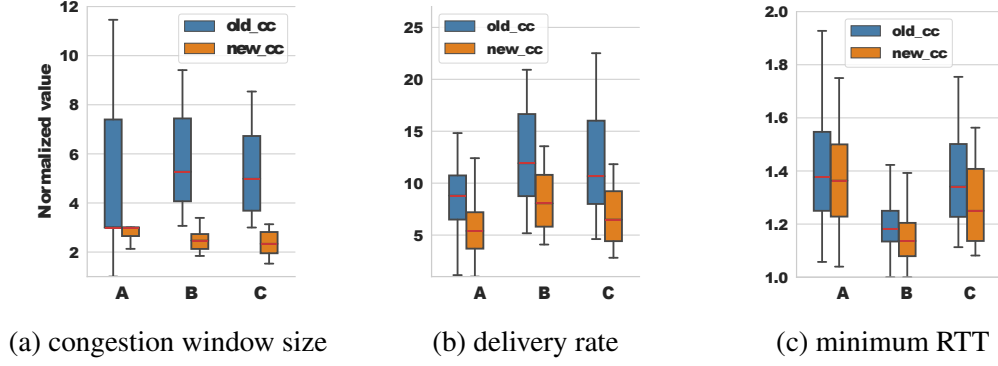 12
10
8
6
4
2
Normalized value
old_cc
new_cc
A B C
(a) congestion window size
25
20
15
10
5
old_cc
new_cc
A B C
(b) delivery rate
2.0
1.8
1.6
1.4
1.2
1.0
old_cc
new_cc
A B C
(c) minimum RTT